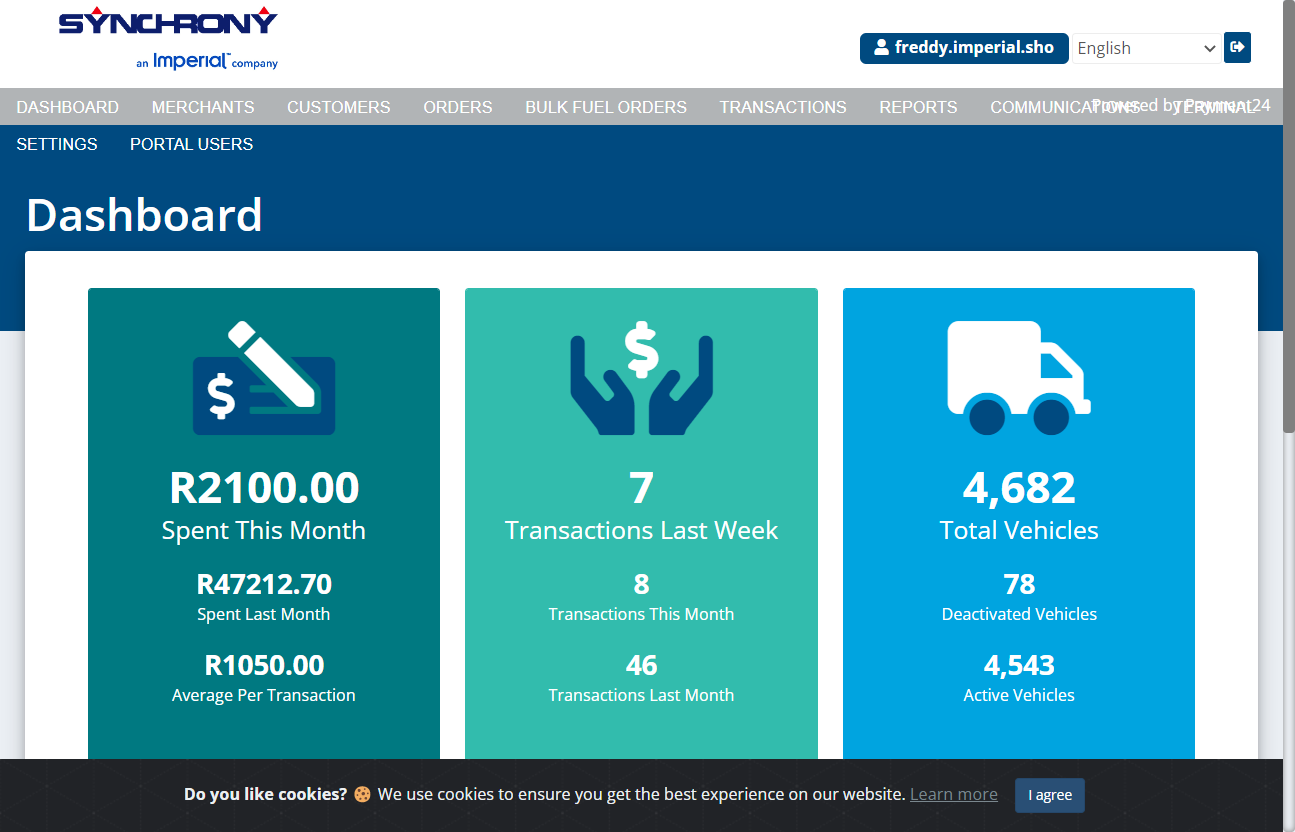 SYNCHRONY
an Imperial™ company
freddy.imperial.sho
English
DASHBOARD MERCHANTS CUSTOMERS ORDERS BULK FUEL ORDERS TRANSACTIONS REPORTS COMMUNICATIONS TERMINAL
Powered by Payment24
SETTINGS PORTAL USERS
Dashboard
$
R2100.00
Spent This Month
R47212.70
Spent Last Month
R1050.00
Average Per Transaction
$
7
Transactions Last Week
8
Transactions This Month
46
Transactions Last Month
4,682
Total Vehicles
78
Deactivated Vehicles
4,543
Active Vehicles
Do you like cookies? 🍪 We use cookies to ensure you get the best experience on our website. Learn more
I agree